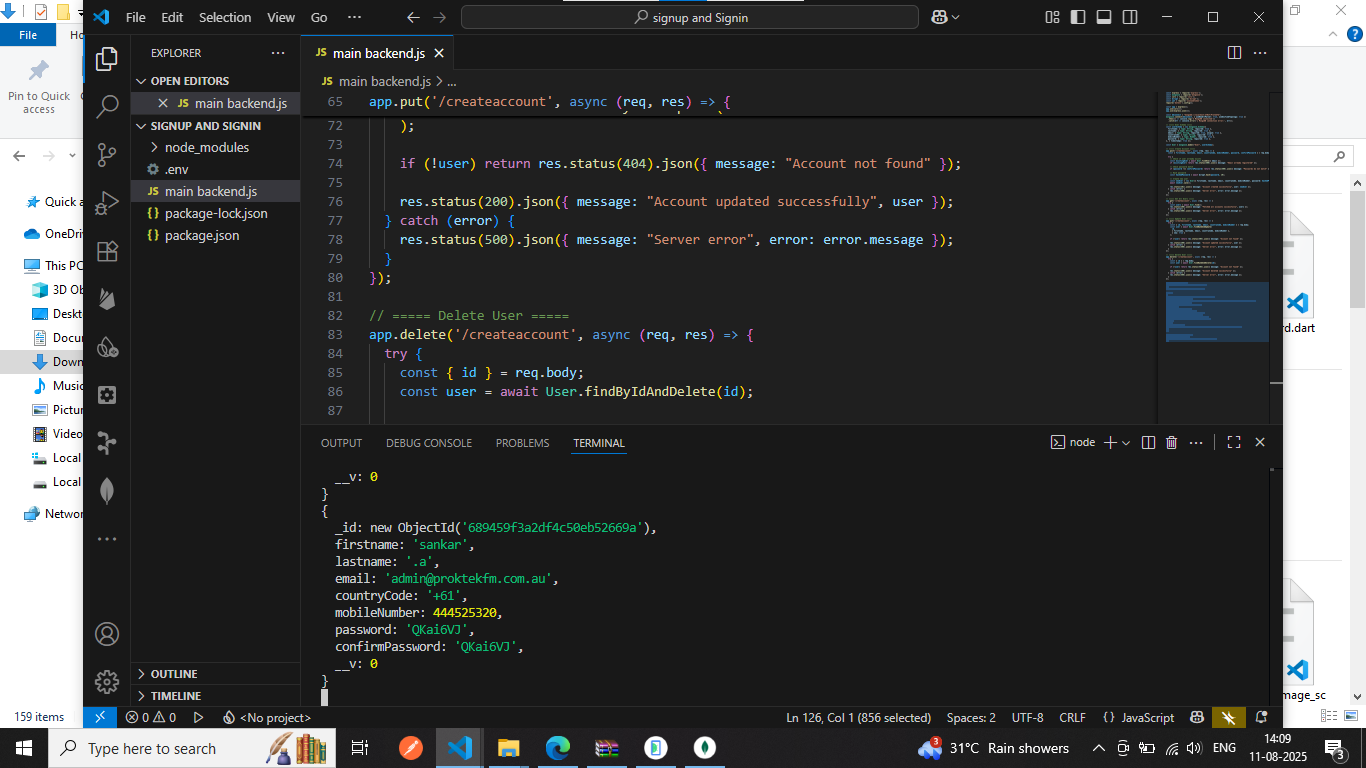 File Edit Selection View Go ··· signup and Signin
File Ho
Pin to Quick
access
EXPLORER ···
OPEN EDITORS
JS main backend.js
SIGNUP AND SIGNIN
node_modules
.env
JS main backend.js
{} package-lock.json
{} package.json
OUTLINE
TIMELINE
Quick a
OneDriv
This PC
3D Ob
Deskt
Docu
Down
Music
Pictur
Video
Local
Local
Netwo
159 items
JS main backend.js
JS main backend.js > ...
65 app.put('/createaccount', async (req, res) => {
72 );
73
74 if (!user) return res.status(404).json({ message: "Account not found" });
75
76 res.status(200).json({ message: "Account updated successfully", user });
77 } catch (error) {
78 res.status(500).json({ message: "Server error", error: error.message });
79 }
80 });
81
82 // ===== Delete User =====
83 app.delete('/createaccount', async (req, res) => {
84 try {
85 const { id } = req.body;
86 const user = await User.findByIdAndDelete(id);
87
OUTPUT DEBUG CONSOLE PROBLEMS TERMINAL node
__v: 0
}
{
_id: new ObjectId('689459f3a2df4c50eb52669a'),
firstname: 'sankar',
lastname: '.a',
email: 'admin@proktekfm.com.au',
countryCode: '+61',
mobileNumber: 444525320,
password: 'QKai6VJ',
confirmPassword: 'QKai6VJ',
__v: 0
}
0 0 <No project> Ln 126, Col 1 (856 selected) Spaces: 2 UTF-8 CRLF {} JavaScript
rd.dart
mage_sc
Type here to search 3 31°C Rain showers ENG 14:09
11-08-2025 3